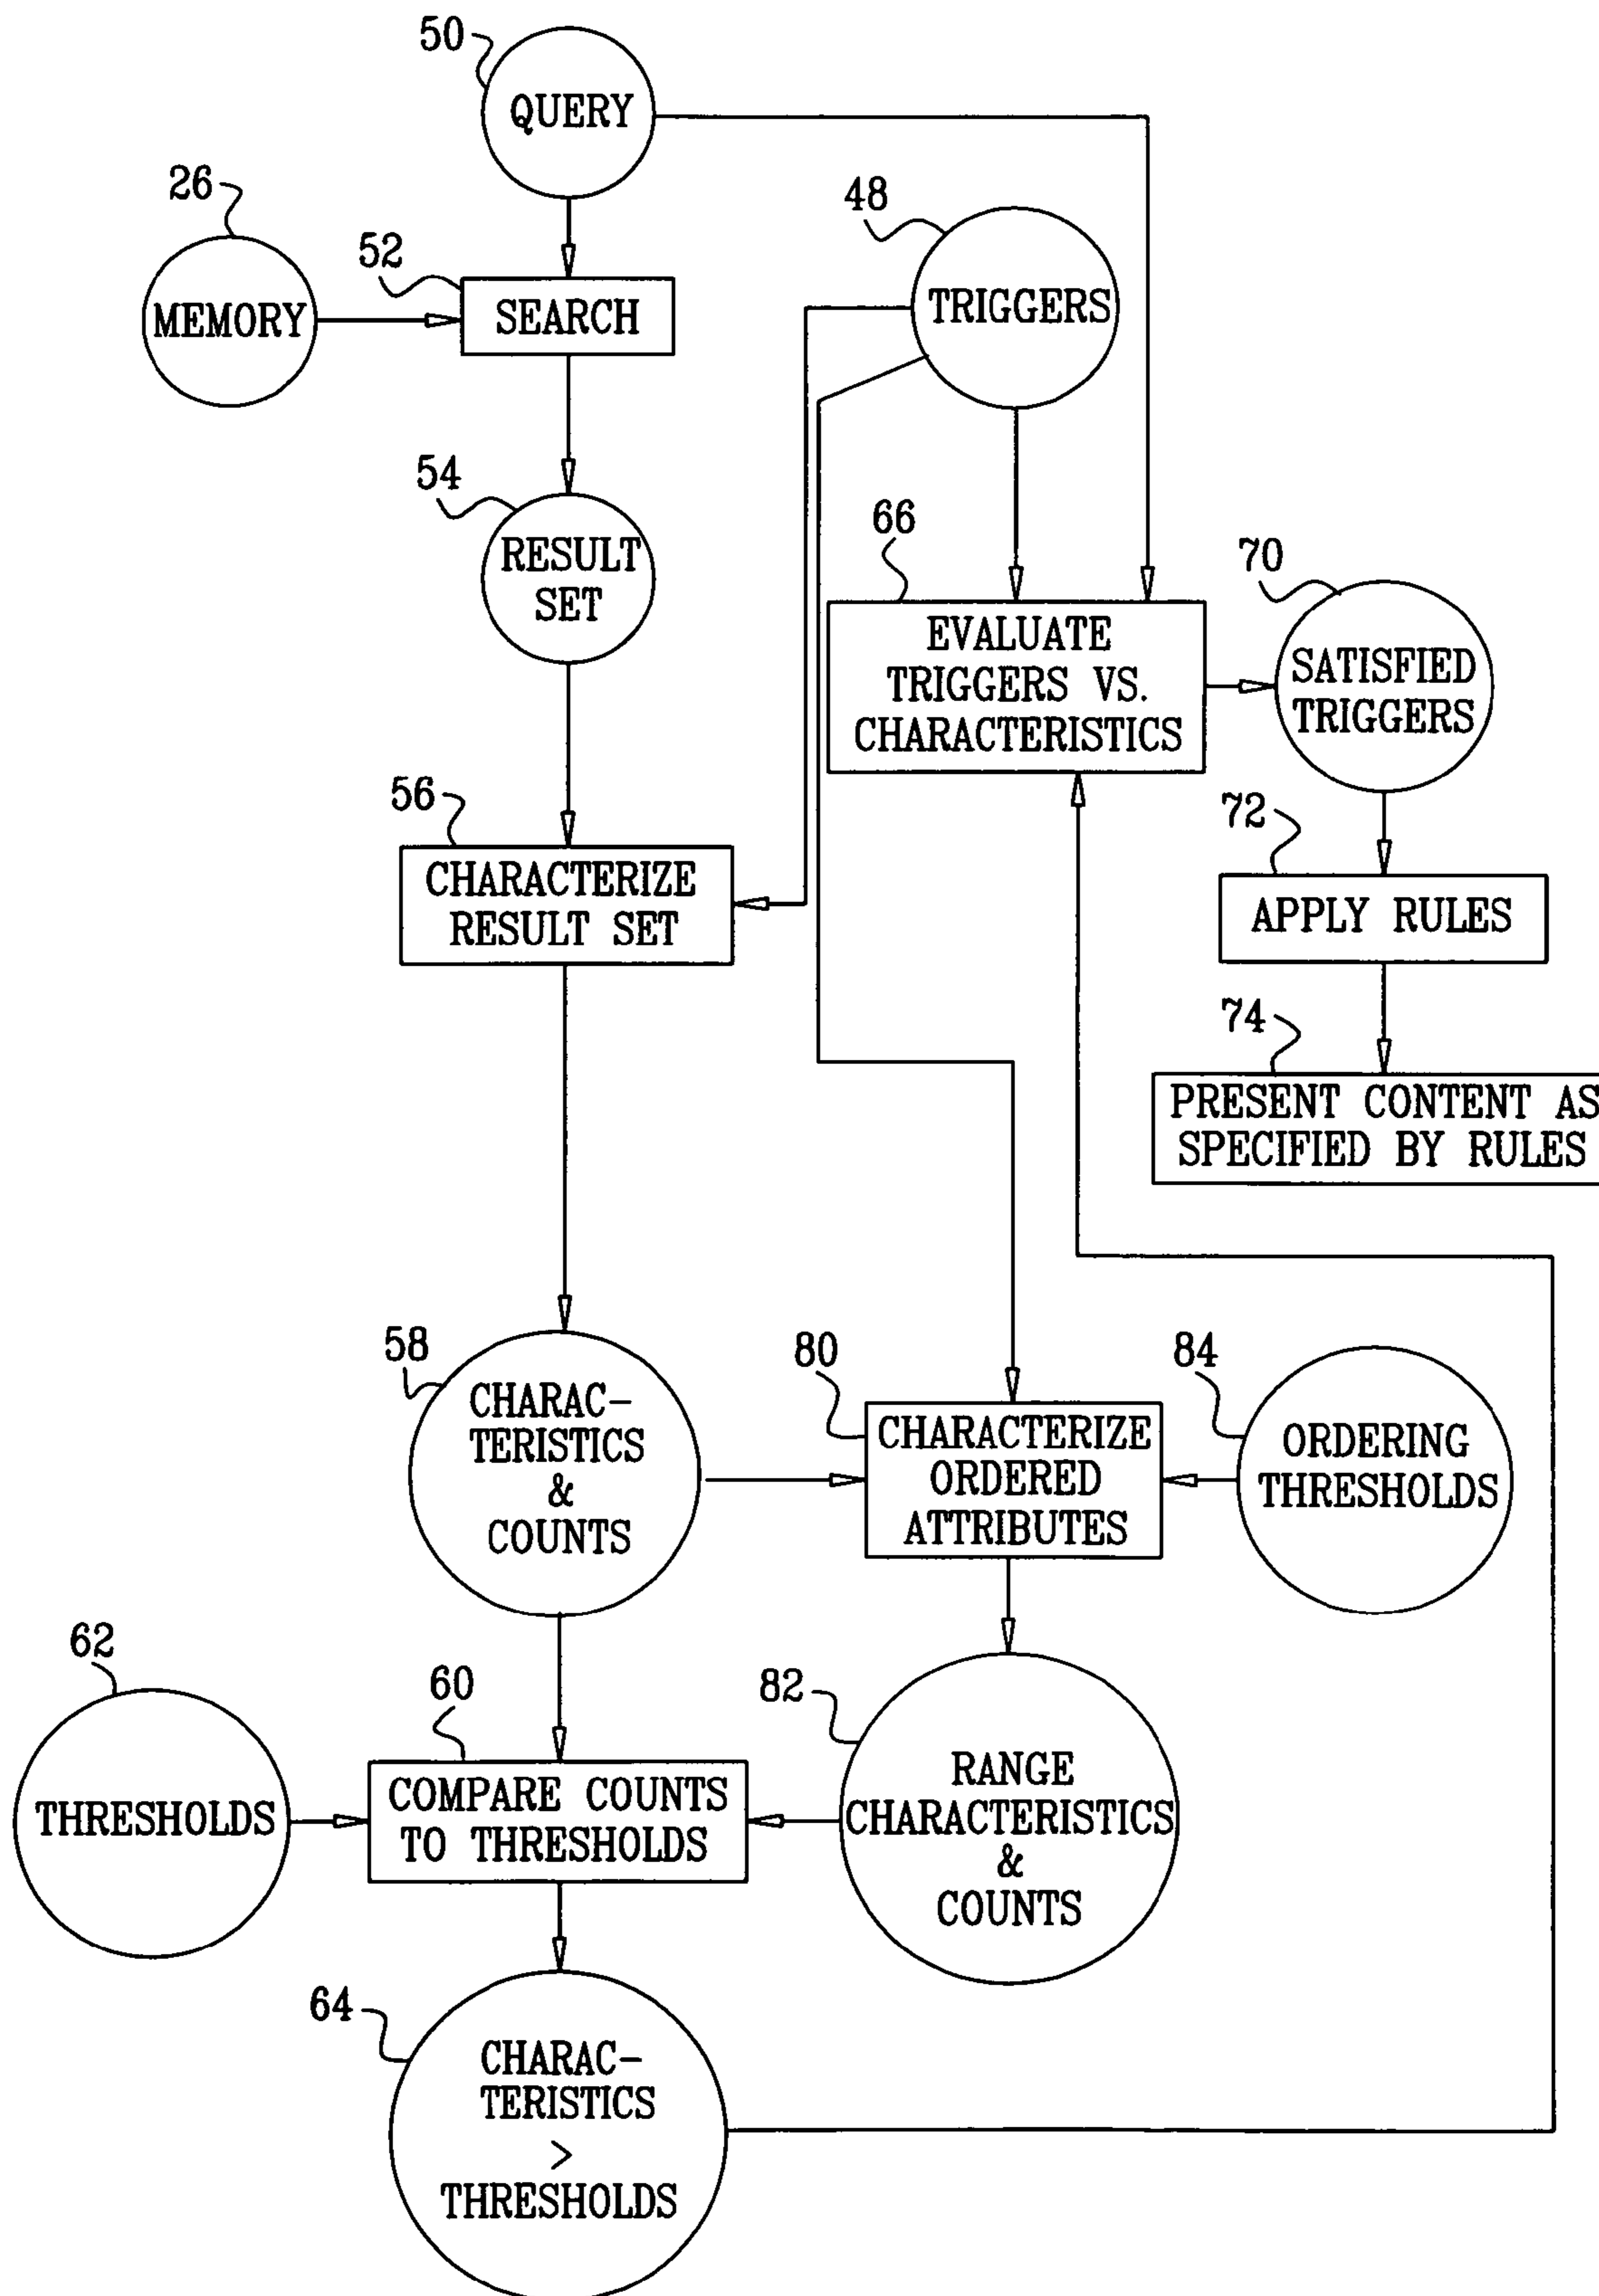 50
QUERY
26
48
52
MEMORY
SEARCH
TRIGGERS
54
RESULT
SET
66
70
EVALUATE
TRIGGERS VS.
CHARACTERISTICS
SATISFIED
TRIGGERS
56
72
CHARACTERIZE
RESULT SET
APPLY RULES
74
PRESENT CONTENT AS
SPECIFIED BY RULES
58
80
84
CHARAC-
TERISTICS
&
COUNTS
CHARACTERIZE
ORDERED
ATTRIBUTES
ORDERING
THRESHOLDS
62
60
82
THRESHOLDS
COMPARE COUNTS
TO THRESHOLDS
RANGE
CHARACTERISTICS
&
COUNTS
64
CHARAC-
TERISTICS
>
THRESHOLDS